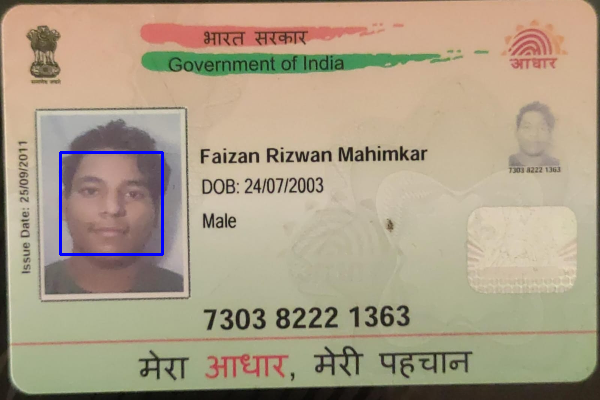 भारत सरकार
Government of India
आधार
Issue Date: 25/09/2011
Faizan Rizwan Mahimkar
DOB: 24/07/2003
Male
7303 8222 1363
7303 8222 1363
मेरा आधार, मेरी पहचान